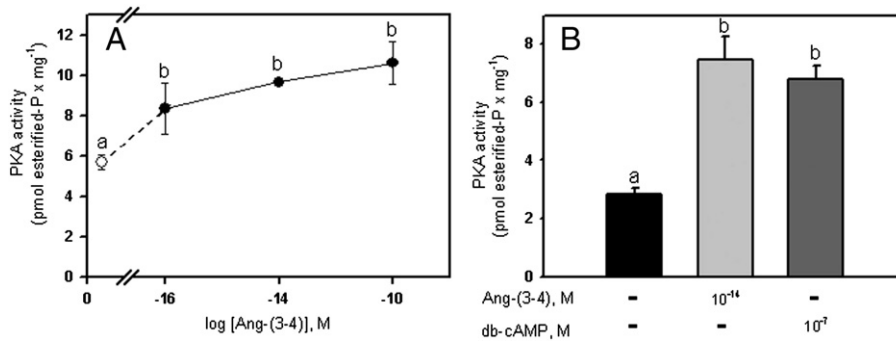 A
PKA activity
(pmol esterified-P x mg⁻¹)
14
12
10
8
6
4
2
0
a
b
b
b
0
-16
-14
-10
log [Ang-(3-4)], M
B
PKA activity
(pmol esterified-P x mg⁻¹)
8
6
4
2
0
a
b
b
Ang-(3-4), M - 10⁻¹⁴ -
db-cAMP, M - - 10⁻⁷